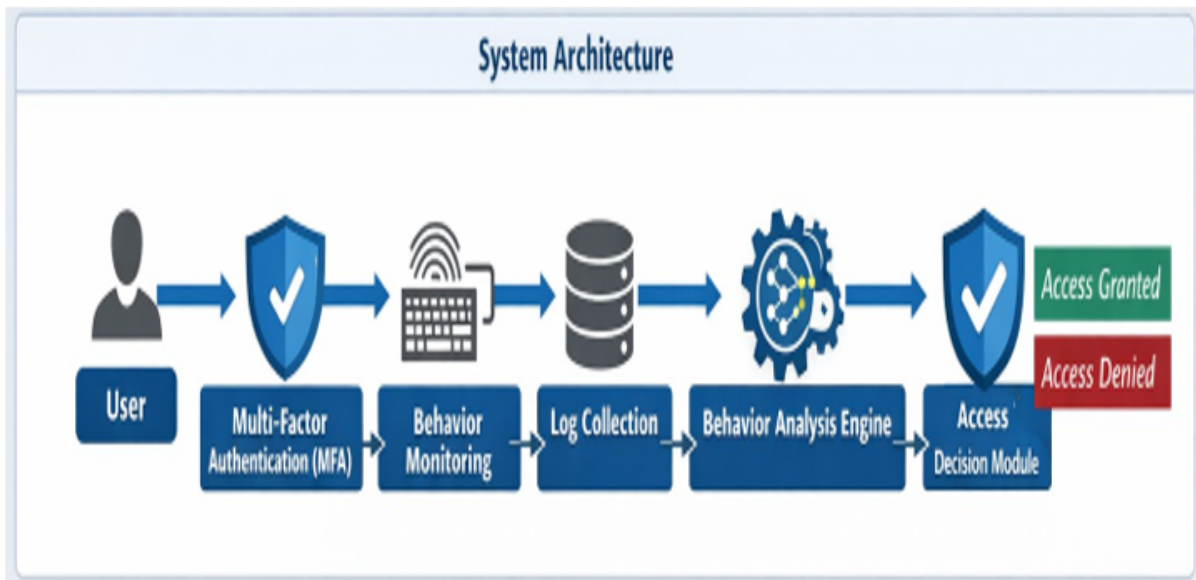 System Architecture
Access Granted
Access Denied
User
Multi-Factor
Authentication (MFA)
Behavior
Monitoring
Log Collection
Behavior Analysis Engine
Access
Decision Module